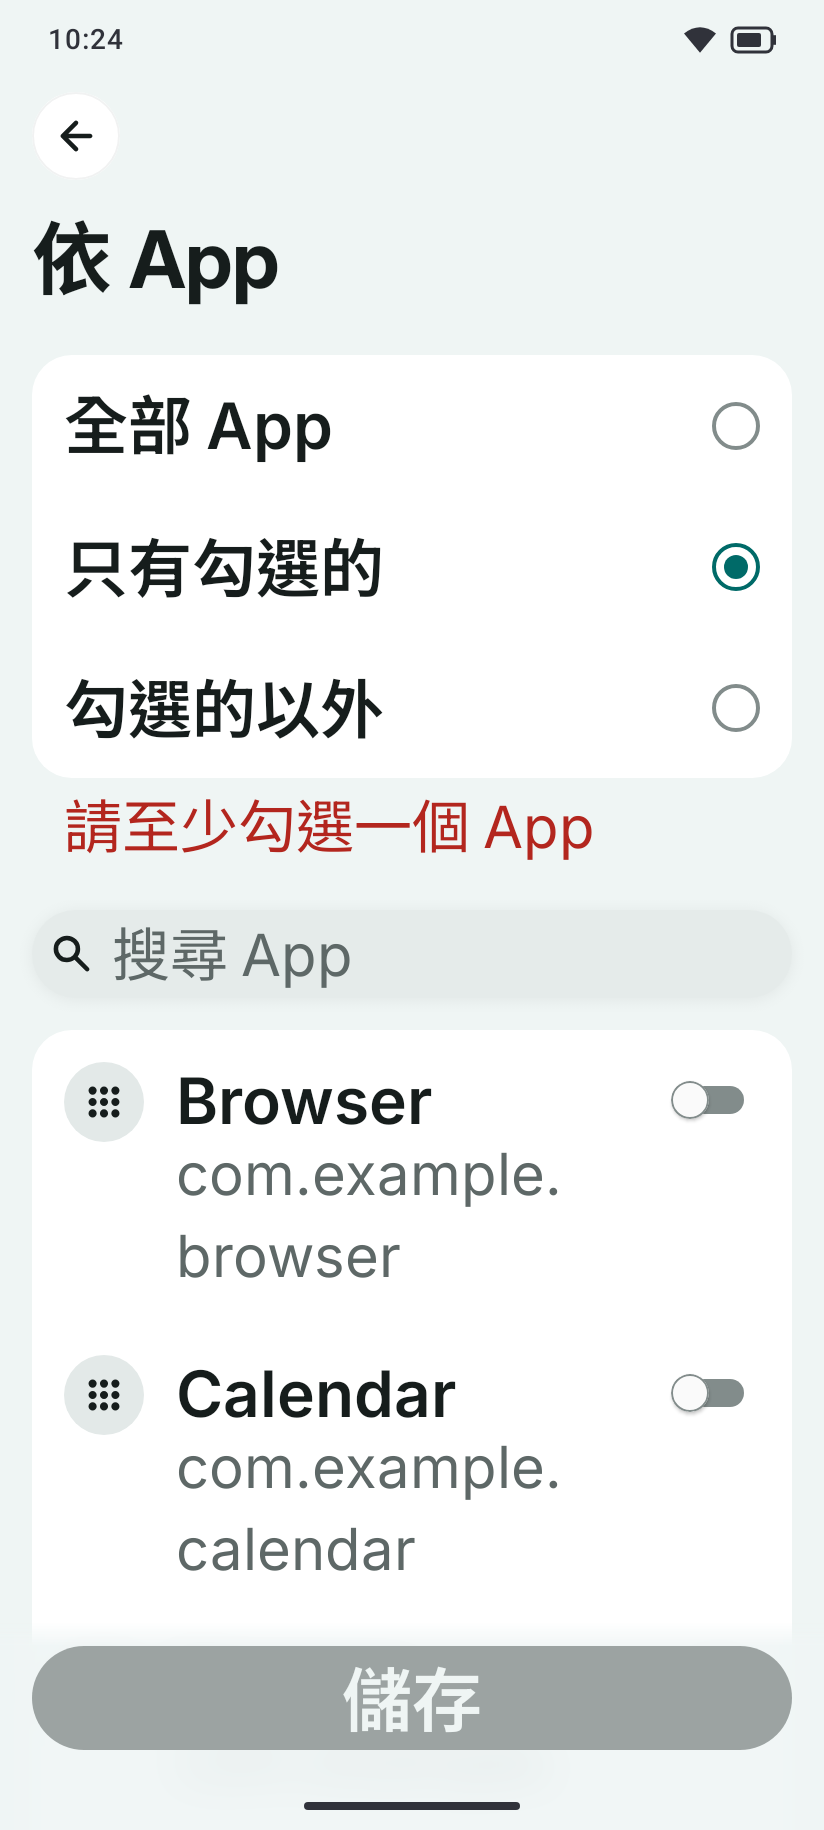 10:24
依 App
全部 App
只有勾選的
勾選的以外
請至少勾選一個 App
搜尋 App
Browser
com.example.
browser
Calendar
com.example.
calendar
儲存